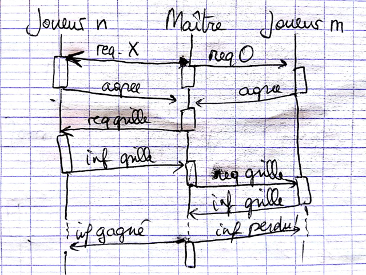 Joueur n Maître Joueur m
req-X req O
agree agree
req grille
inf grille
req grille
inf grille
inf gagné inf perdu